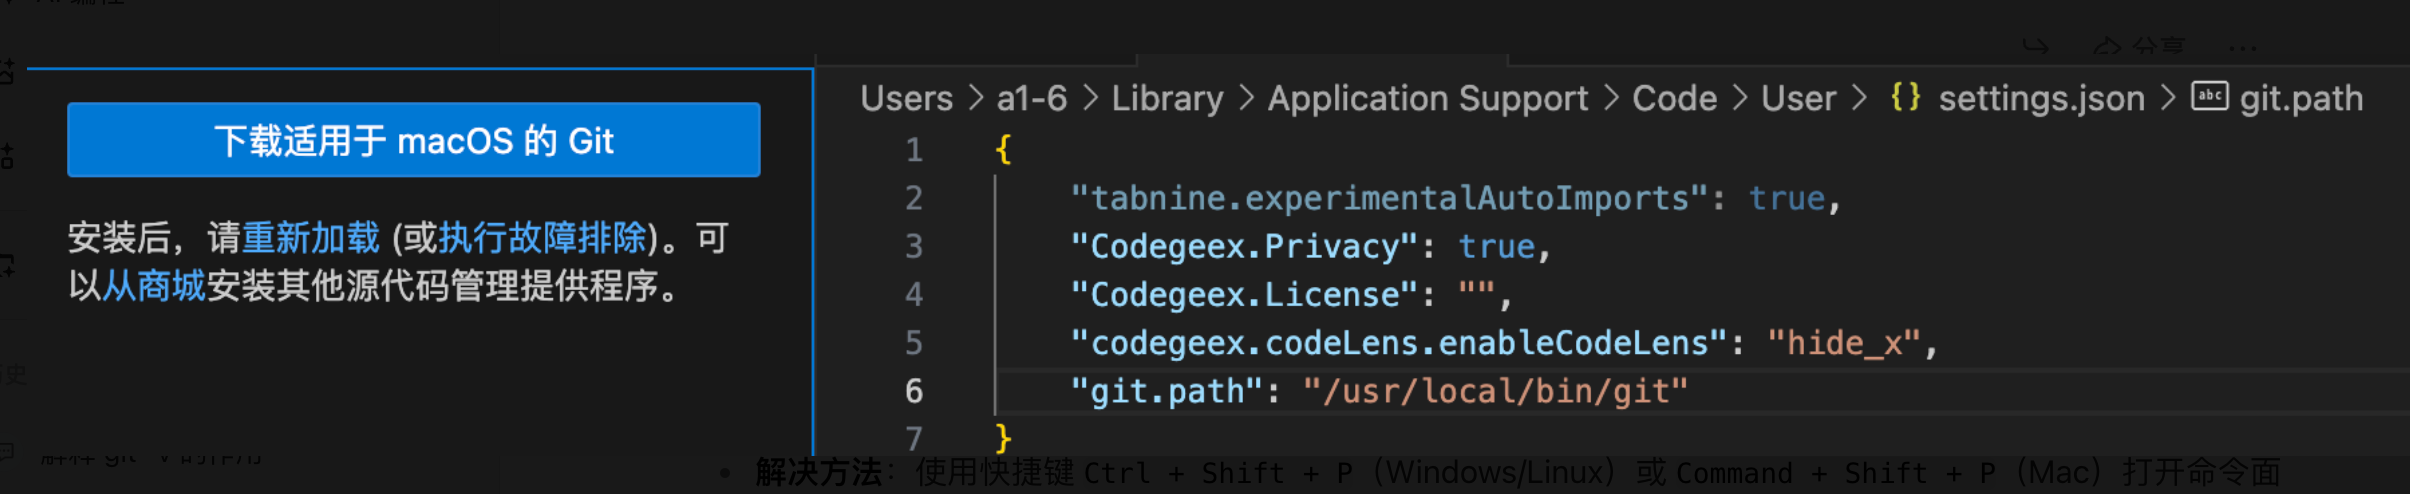 分享 ...
下载适用于 macOS 的 Git
安装后，请重新加载 (或执行故障排除)。可
以从商城安装其他源代码管理提供程序。
Users > a1-6 > Library > Application Support > Code > User > {} settings.json > abc git.path
1 {
2 "tabnine.experimentalAutoImports": true,
3 "Codegeex.Privacy": true,
4 "Codegeex.License": "",
5 "codegeex.codeLens.enableCodeLens": "hide_x",
6 "git.path": "/usr/local/bin/git"
7 }
• 解决方法：使用快捷键 Ctrl + Shift + P（Windows/Linux）或 Command + Shift + P（Mac）打开命令面